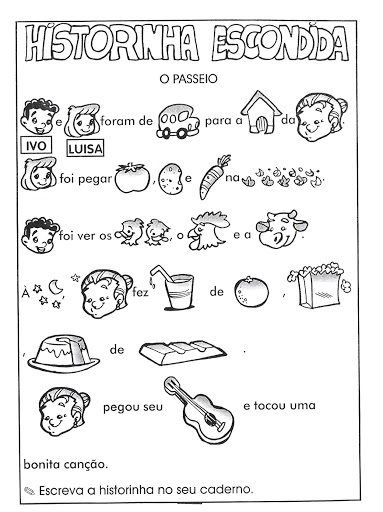 HISTORINHA ESCONDIDA
O PASSEIO
e foram de para a da .
IVO LUISA
foi pegar , e na .
foi ver os , o e a .
À , fez de , ,
, de .
pegou seu e tocou uma
bonita canção.
Escreva a historinha no seu caderno.